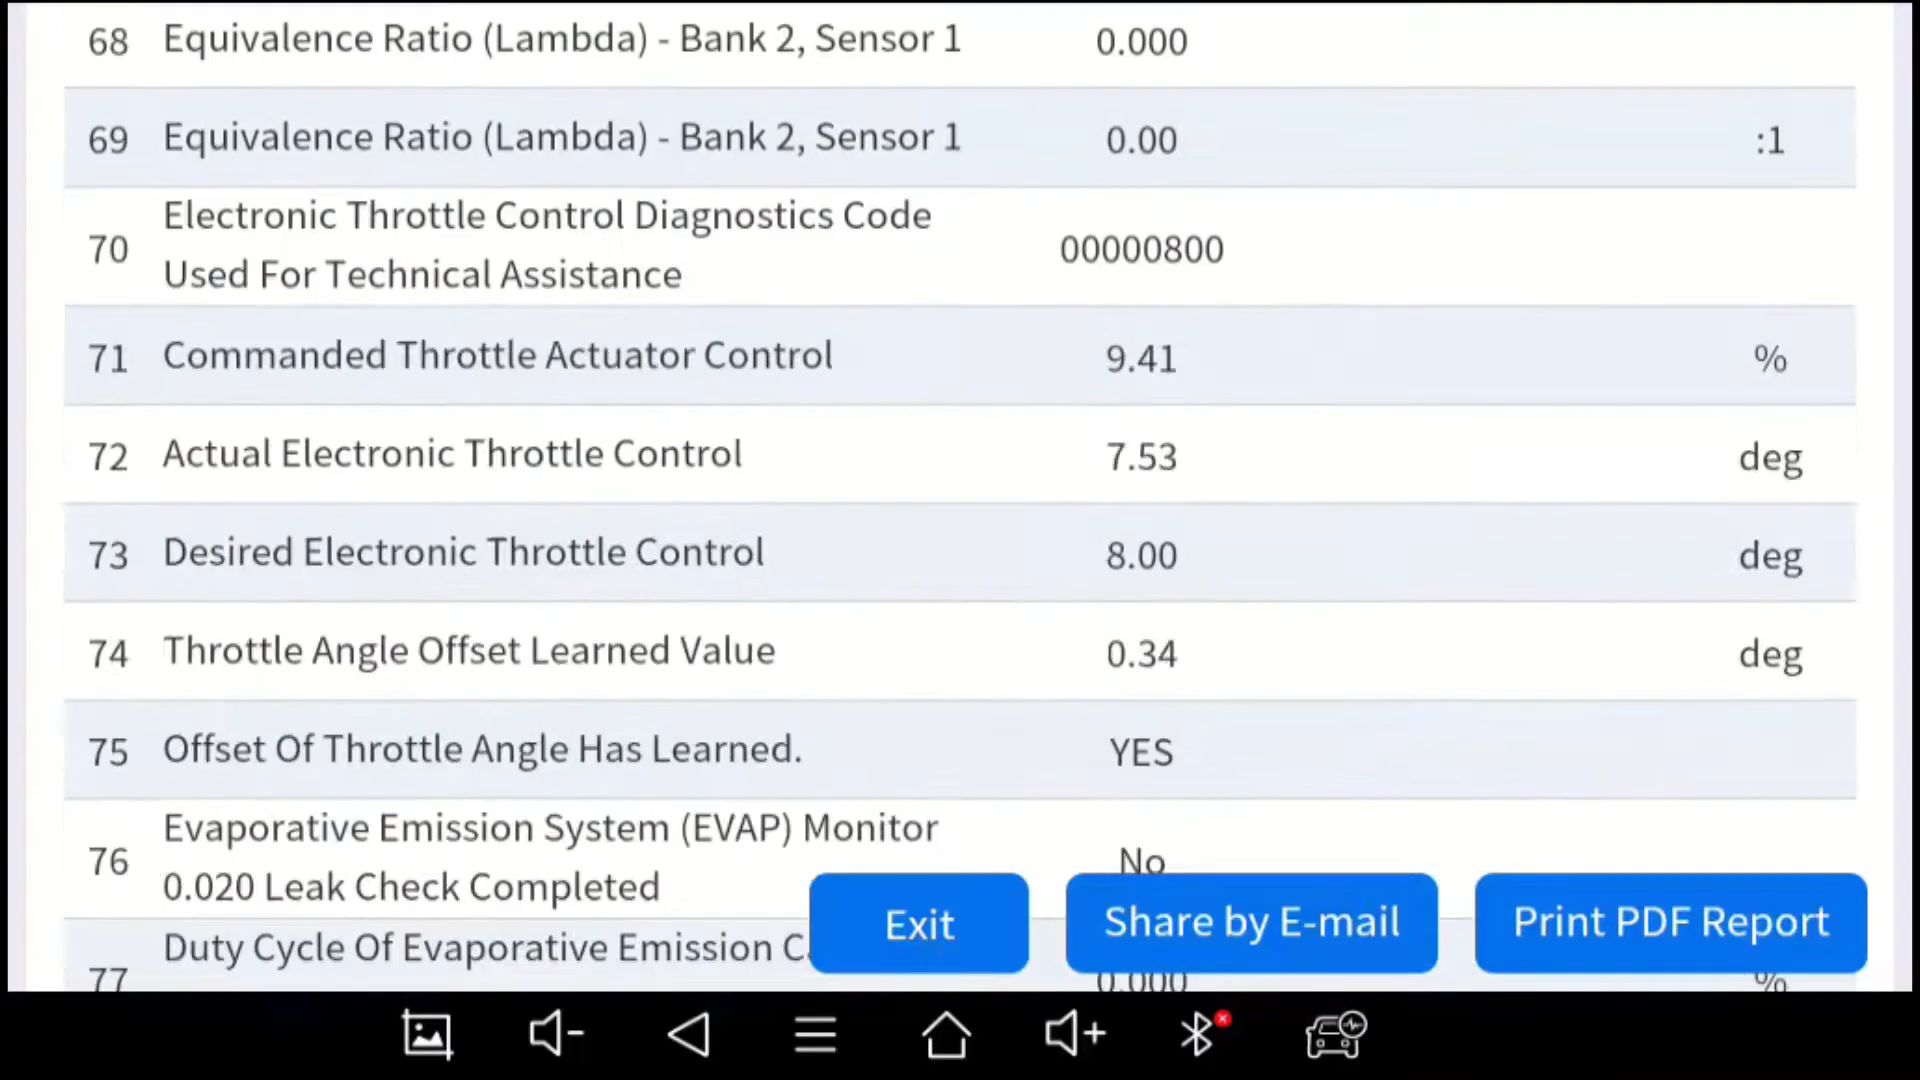 68 Equivalence Ratio (Lambda) - Bank 2, Sensor 1 0.000
69 Equivalence Ratio (Lambda) - Bank 2, Sensor 1 0.00 :1
70 Electronic Throttle Control Diagnostics Code
Used For Technical Assistance 00000800
71 Commanded Throttle Actuator Control 9.41 %
72 Actual Electronic Throttle Control 7.53 deg
73 Desired Electronic Throttle Control 8.00 deg
74 Throttle Angle Offset Learned Value 0.34 deg
75 Offset Of Throttle Angle Has Learned. YES
76 Evaporative Emission System (EVAP) Monitor
0.020 Leak Check Completed No
77 Duty Cycle Of Evaporative Emission 0.000 %
Exit Share by E-mail Print PDF Report